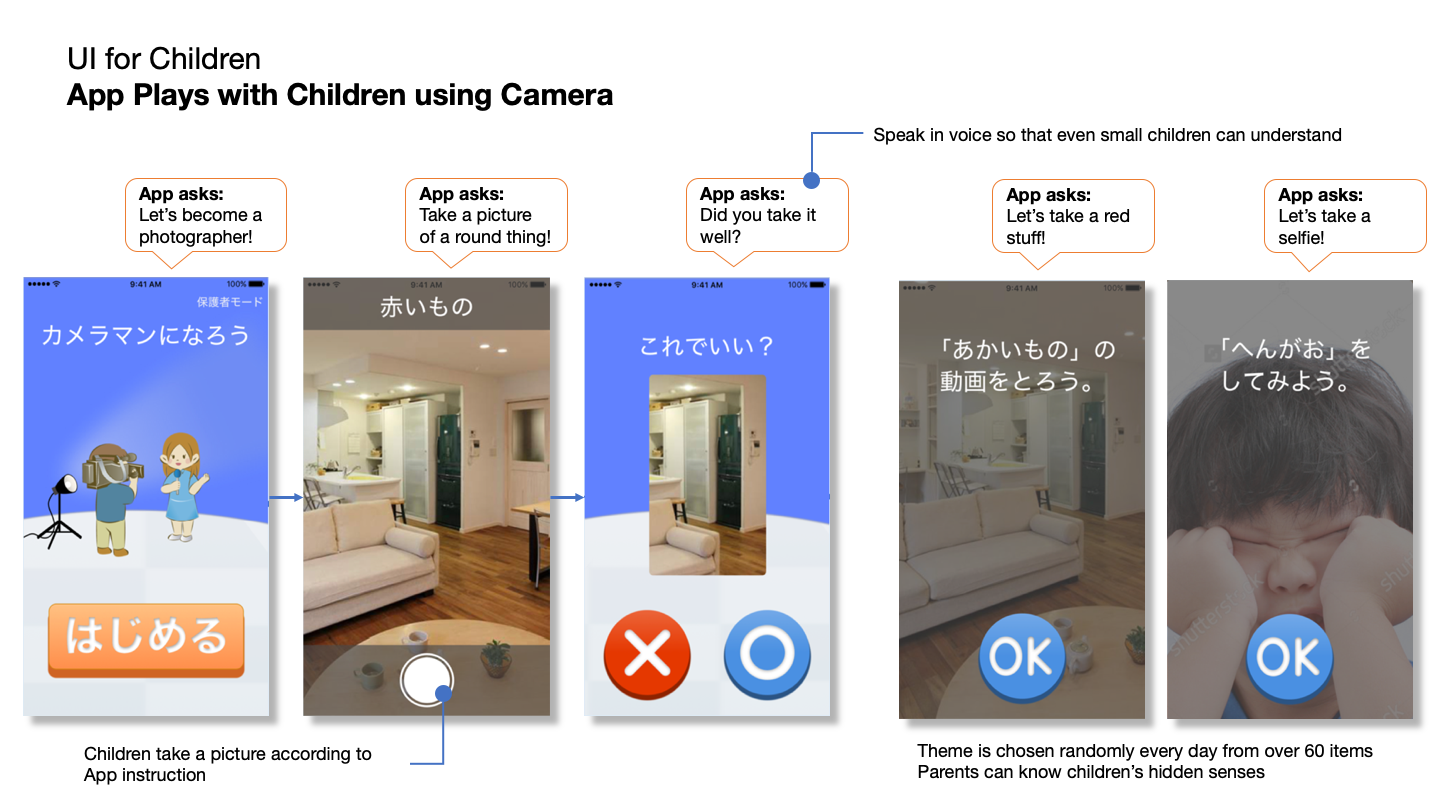 UI for Children
App Plays with Children using Camera
Speak in voice so that even small children can understand
App asks:
Let's become a
photographer!
App asks:
Take a picture
of a round thing!
App asks:
Did you take it
well?
App asks:
Let's take a red
stuff!
App asks:
Let's take a
selfie!
9:41 AM
100%
保護者モード
カメラマンになろう
はじめる
9:41 AM
100%
赤いもの
9:41 AM
100%
これでいい？
9:41 AM
100%
「あかいもの」の
動画をとろう。
OK
「へんがお」を
してみよう。
OK
Children take a picture according to
App instruction
Theme is chosen randomly every day from over 60 items
Parents can know children's hidden senses